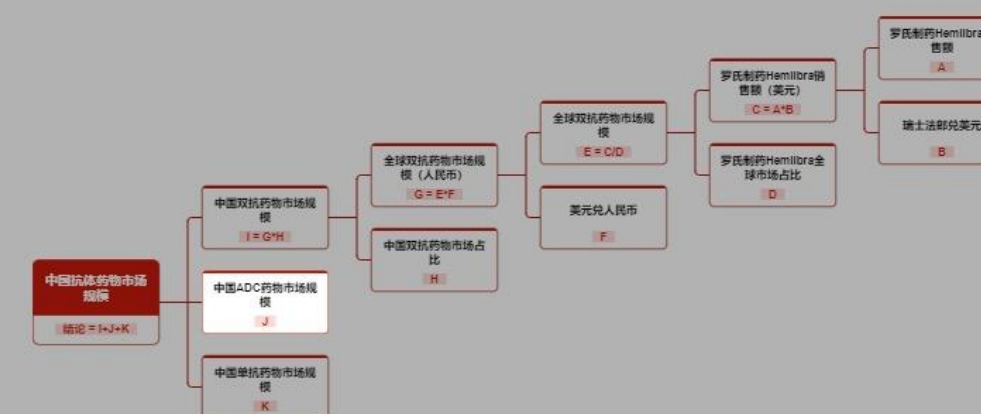 罗氏制药Hemlibra
售额
A
罗氏制药Hemlibra销
售额（美元）
C = A*B
瑞士法郎兑美元
B
全球双抗药物市场规
模
E = C/D
罗氏制药Hemlibra全
球市场占比
D
全球双抗药物市场规
模（人民币）
G = E*F
美元兑人民币
F
中国双抗药物市场规
模
I = G*H
中国双抗药物市场占
比
H
中国抗体药物市场
规模
结论 = I+J+K
中国ADC药物市场规
模
J
中国单抗药物市场规
模
K